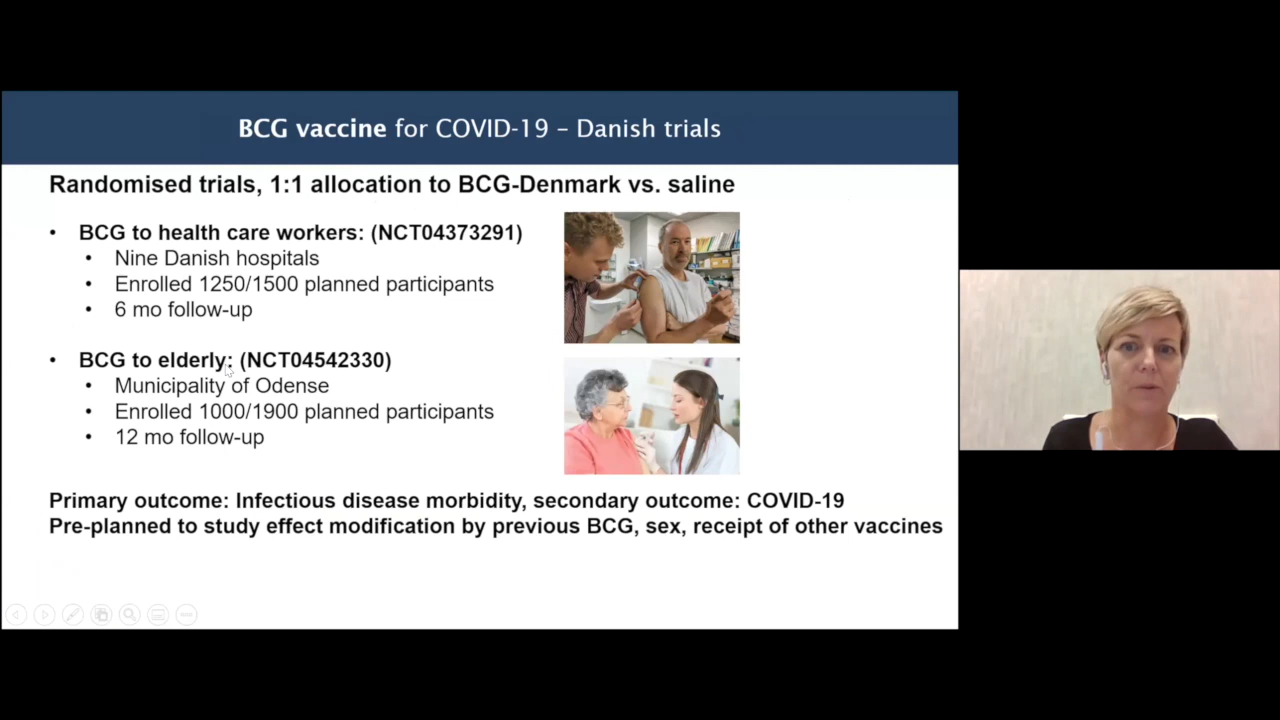 BCG vaccine for COVID-19 – Danish trials
Randomised trials, 1:1 allocation to BCG-Denmark vs. saline
• BCG to health care workers: (NCT04373291)
• Nine Danish hospitals
• Enrolled 1250/1500 planned participants
• 6 mo follow-up
• BCG to elderly: (NCT04542330)
• Municipality of Odense
• Enrolled 1000/1900 planned participants
• 12 mo follow-up
Primary outcome: Infectious disease morbidity, secondary outcome: COVID-19
Pre-planned to study effect modification by previous BCG, sex, receipt of other vaccines